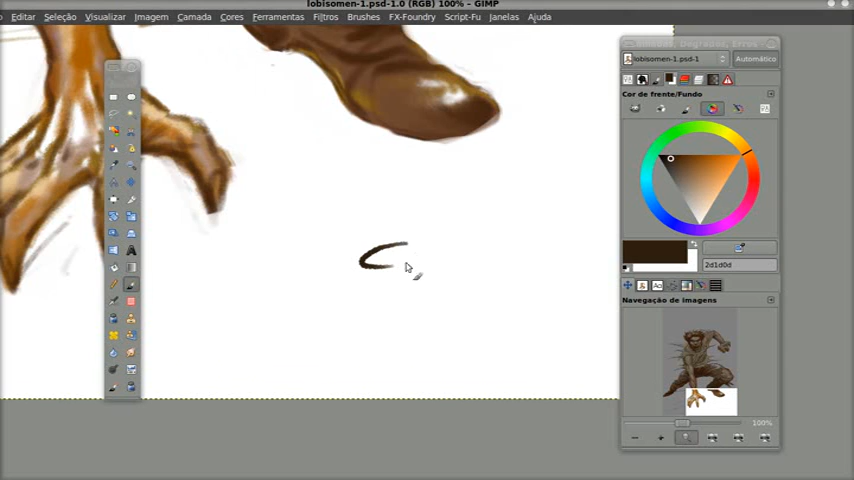 lobisomen-1.psd-1.0 (RGB) 100% – GIMP
Editar Seleção Visualizar Imagem Camada Cores Ferramentas Filtros Brushes FX-Foundry Script-Fu Janelas Ajuda
lobisomen-1.psd-1 Automático
Cor de frente/Fundo
2d1d0d
Navegação de imagens
100%